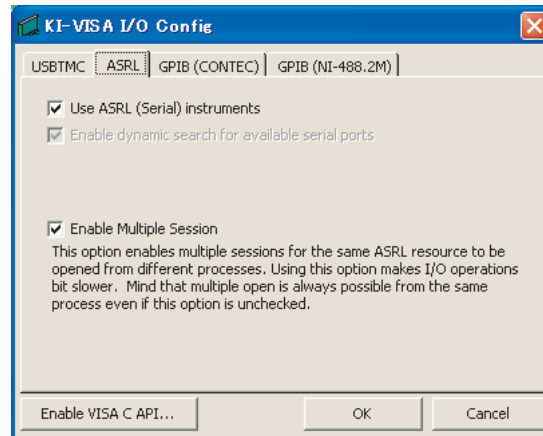 KI-VISA I/O Config
USBTMC ASRL GPIB (CONTEC) GPIB (NI-488.2M)
Use ASRL (Serial) instruments
Enable dynamic search for available serial ports
Enable Multiple Session
This option enables multiple sessions for the same ASRL resource to be
opened from different processes. Using this option makes I/O operations
bit slower. Mind that multiple open is always possible from the same
process even if this option is unchecked.
Enable VISA C API... OK Cancel